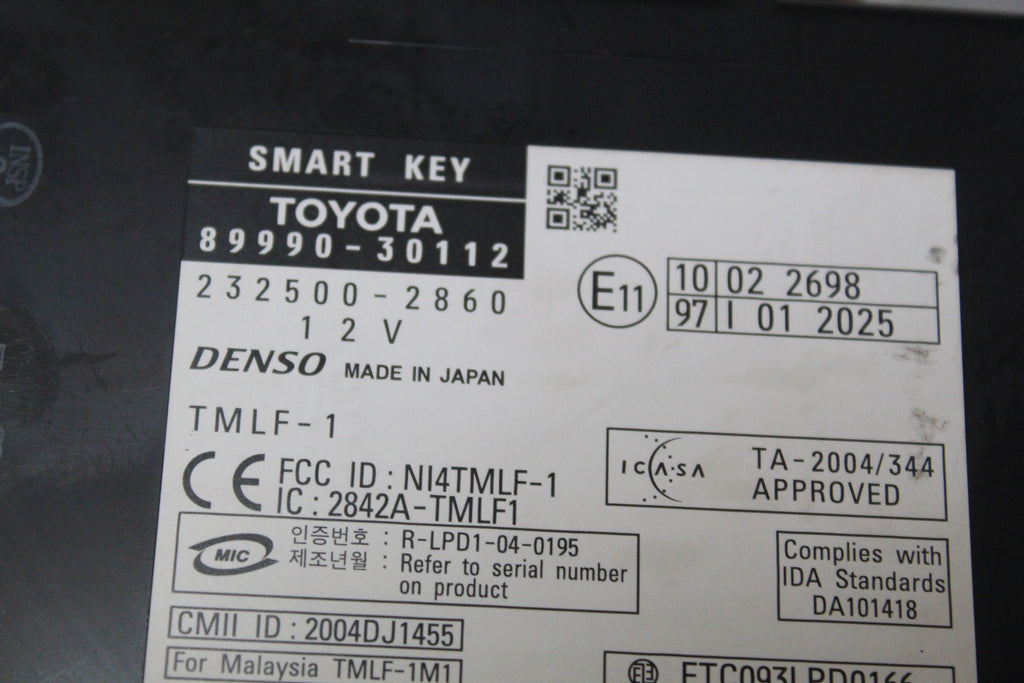 INSP
SMART KEY
TOYOTA
89990-30112
232500-2860
12V
DENSO MADE IN JAPAN
TMLF-1
CE FCC ID : NI4TMLF-1
IC : 2842A-TMLF1
MIC 인증번호 : R-LPD1-04-0195
제조년월 : Refer to serial number
on product
CMII ID : 2004DJ1455
For Malaysia TMLF-1M1
E11
10 02 2698
97 I 01 2025
ICASA TA-2004/344
APPROVED
Complies with
IDA Standards
DA101418
ETC093LPD0166